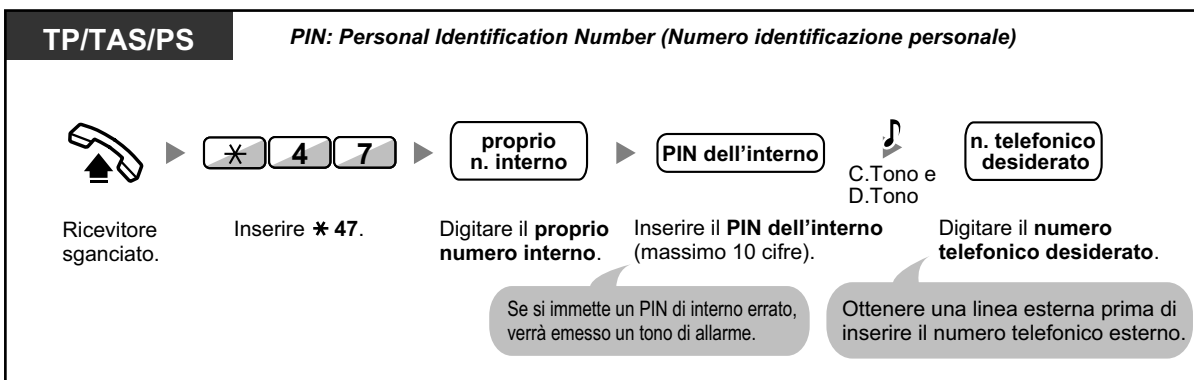 TP/TAS/PS
PIN: Personal Identification Number (Numero identificazione personale)
✱ 4 7
proprio
n. interno
PIN dell'interno
C.Tono e
D.Tono
n. telefonico
desiderato
Ricevitore
sganciato.
Inserire ✱ 47.
Digitare il proprio
numero interno.
Inserire il PIN dell'interno
(massimo 10 cifre).
Digitare il numero
telefonico desiderato.
Se si immette un PIN di interno errato,
verrà emesso un tono di allarme.
Ottenere una linea esterna prima di
inserire il numero telefonico esterno.